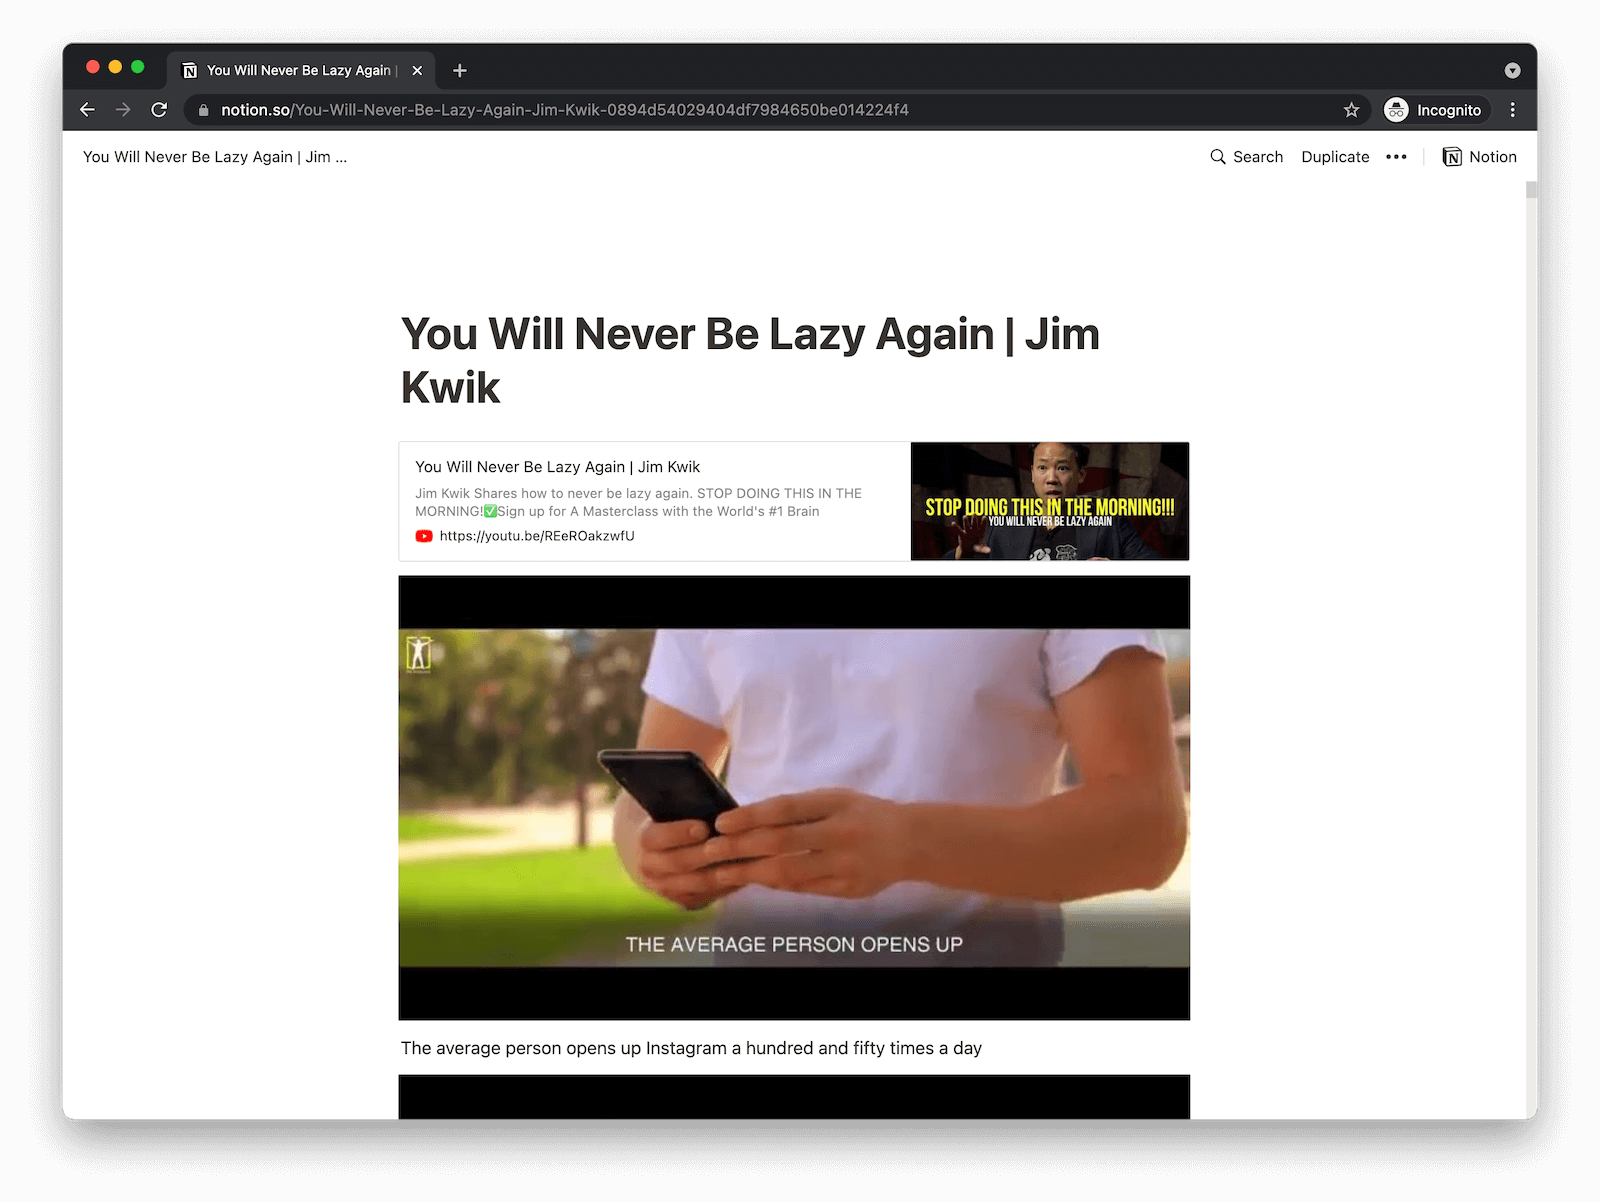 You Will Never Be Lazy Again |
notion.so/You-Will-Never-Be-Lazy-Again-Jim-Kwik-0894d54029404df7984650be014224f4
Incognito
You Will Never Be Lazy Again | Jim ...
Search
Duplicate
Notion
You Will Never Be Lazy Again | Jim
Kwik
You Will Never Be Lazy Again | Jim Kwik
Jim Kwik Shares how to never be lazy again. STOP DOING THIS IN THE
MORNING!✅Sign up for A Masterclass with the World's #1 Brain
https://youtu.be/REeROakzwfU
STOP DOING THIS IN THE MORNING!!!
YOU WILL NEVER BE LAZY AGAIN
THE AVERAGE PERSON OPENS UP
The average person opens up Instagram a hundred and fifty times a day